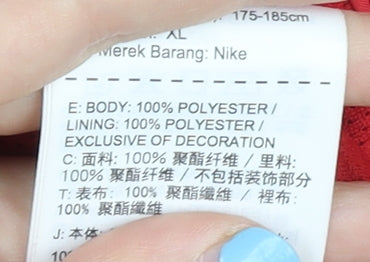 175-185cm
XL
Merek Barang: Nike
E: BODY: 100% POLYESTER /
LINING: 100% POLYESTER /
EXCLUSIVE OF DECORATION
C: 面料: 100% 聚酯纤维 / 里料:
100% 聚酯纤维 / 不包括装饰部分
T: 表布: 100% 聚酯纖維 / 裡布:
100% 聚酯纖維
J: 本体: